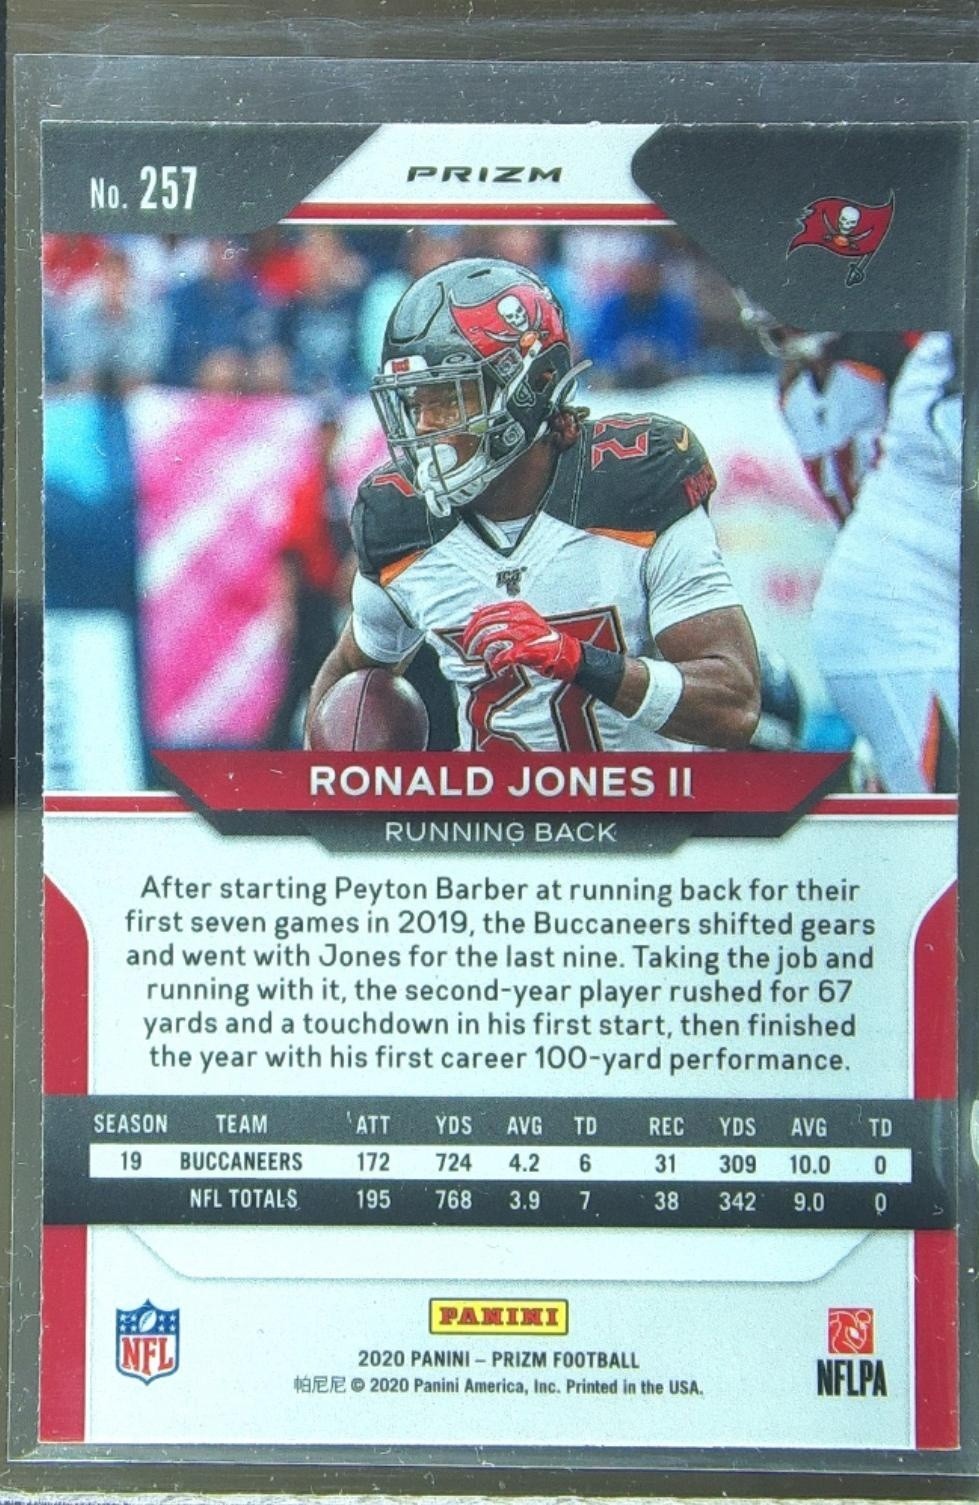 No. 257
PRIZM
27
RONALD JONES II
RUNNING BACK
After starting Peyton Barber at running back for their
first seven games in 2019, the Buccaneers shifted gears
and went with Jones for the last nine. Taking the job and
running with it, the second-year player rushed for 67
yards and a touchdown in his first start, then finished
the year with his first career 100-yard performance.
SEASON TEAM ATT YDS AVG TD REC YDS AVG TD
19 BUCCANEERS 172 724 4.2 6 31 309 10.0 0
NFL TOTALS 195 768 3.9 7 38 342 9.0 0
NFL
PANINI
2020 PANINI – PRIZM FOOTBALL
帕尼尼 © 2020 Panini America, Inc. Printed in the USA.
NFLPA